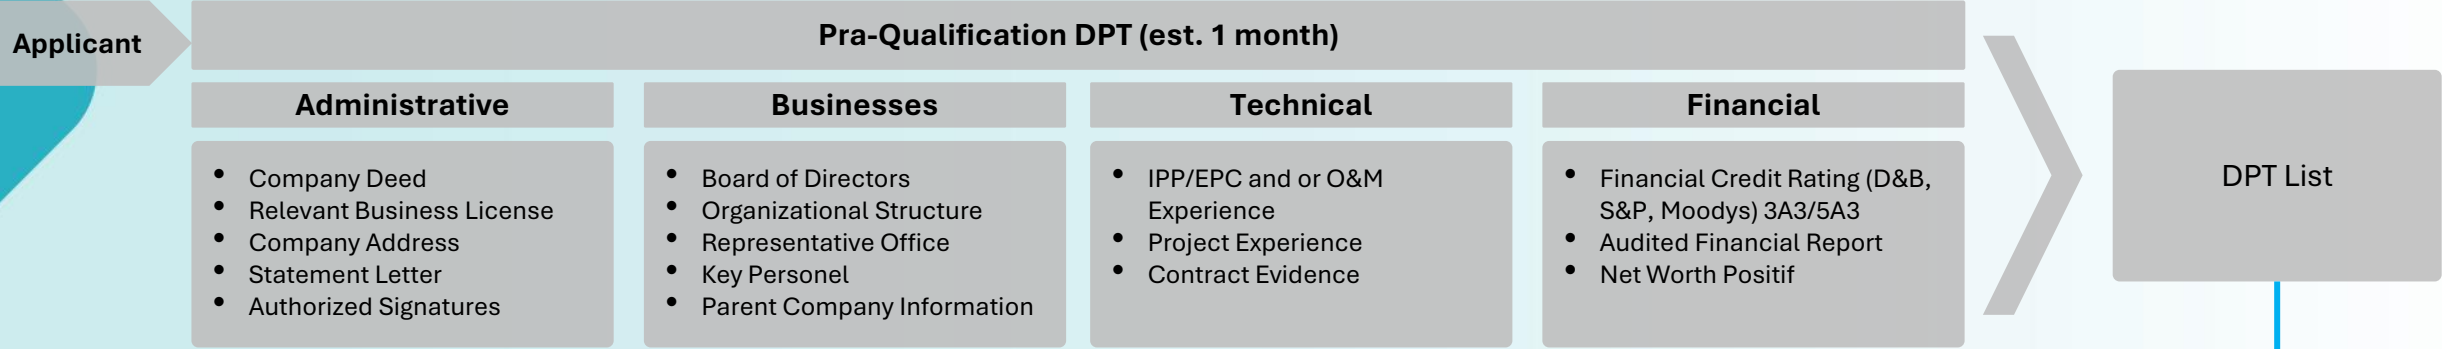 Applicant
Pra-Qualification DPT (est. 1 month)
Administrative
• Company Deed
• Relevant Business License
• Company Address
• Statement Letter
• Authorized Signatures
Businesses
• Board of Directors
• Organizational Structure
• Representative Office
• Key Personel
• Parent Company Information
Technical
• IPP/EPC and or O&M
Experience
• Project Experience
• Contract Evidence
Financial
• Financial Credit Rating (D&B,
S&P, Moodys) 3A3/5A3
• Audited Financial Report
• Net Worth Positif
DPT List